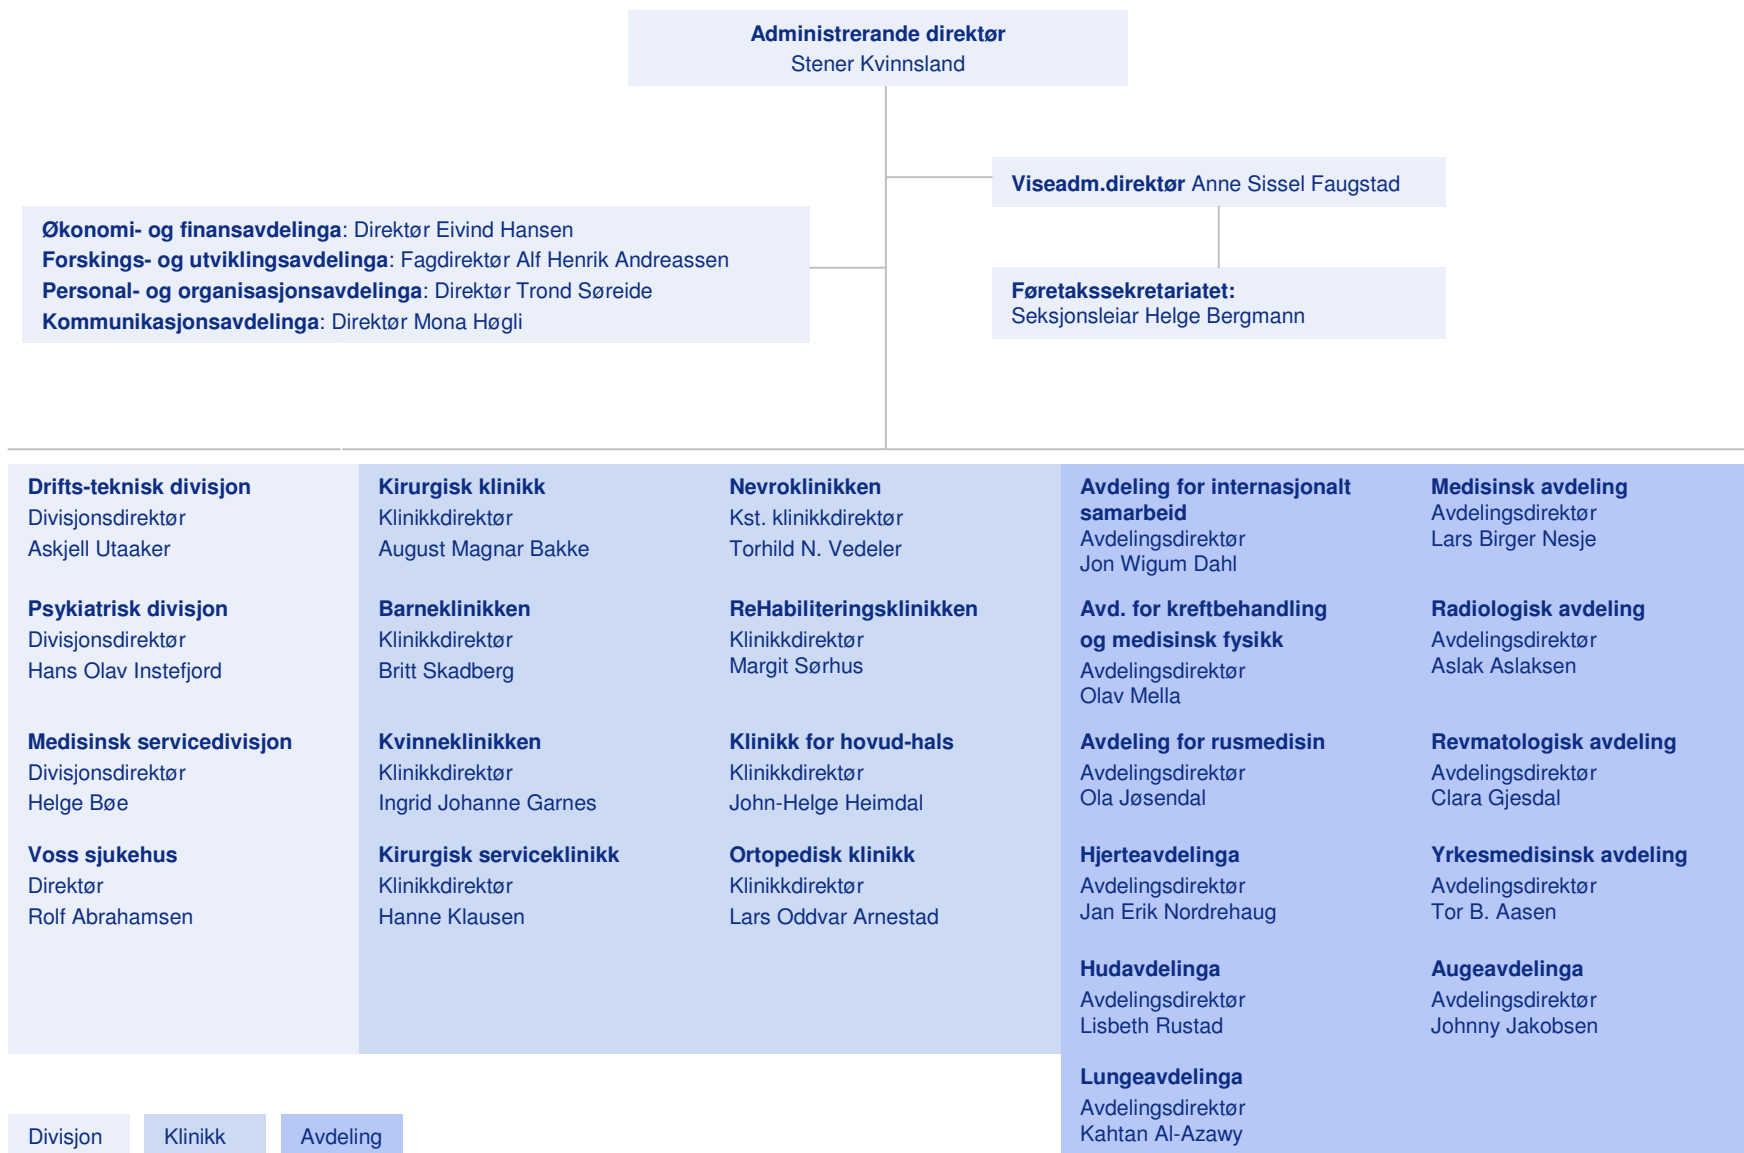 Administrerande direktør
Stener Kvinnsland
Viseadm.direktør Anne Sissel Faugstad
Økonomi- og finansavdelinga: Direktør Eivind Hansen
Forskings- og utviklingsavdelinga: Fagdirektør Alf Henrik Andreassen
Personal- og organisasjonsavdelinga: Direktør Trond Søreide
Kommunikasjonsavdelinga: Direktør Mona Høgli
Føretakssekretariatet:
Seksjonsleiar Helge Bergmann
Drifts-teknisk divisjon
Divisjonsdirektør
Askjell Utaaker
Psykiatrisk divisjon
Divisjonsdirektør
Hans Olav Instefjord
Medisinsk servicedivisjon
Divisjonsdirektør
Helge Bøe
Voss sjukehus
Direktør
Rolf Abrahamsen
Kirurgisk klinikk
Klinikkdirektør
August Magnar Bakke
Barneklinikken
Klinikkdirektør
Britt Skadberg
Kvinneklinikken
Klinikkdirektør
Ingrid Johanne Garnes
Kirurgisk serviceklinikk
Klinikkdirektør
Hanne Klausen
Nevroklinikken
Kst. klinikkdirektør
Torhild N. Vedeler
ReHabiliteringsklinikken
Klinikkdirektør
Margit Sørhus
Klinikk for hovud-hals
Klinikkdirektør
John-Helge Heimdal
Ortopedisk klinikk
Klinikkdirektør
Lars Oddvar Arnestad
Avdeling for internasjonalt
samarbeid
Avdelingsdirektør
Jon Wigum Dahl
Avd. for kreftbehandling
og medisinsk fysikk
Avdelingsdirektør
Olav Mella
Avdeling for rusmedisin
Avdelingsdirektør
Ola Jøsendal
Hjerteavdelinga
Avdelingsdirektør
Jan Erik Nordrehaug
Hudavdelinga
Avdelingsdirektør
Lisbeth Rustad
Lungeavdelinga
Avdelingsdirektør
Kahtan Al-Azawy
Medisinsk avdeling
Avdelingsdirektør
Lars Birger Nesje
Radiologisk avdeling
Avdelingsdirektør
Aslak Aslaksen
Revmatologisk avdeling
Avdelingsdirektør
Clara Gjesdal
Yrkesmedisinsk avdeling
Avdelingsdirektør
Tor B. Aasen
Augeavdelinga
Avdelingsdirektør
Johnny Jakobsen
Divisjon
Klinikk
Avdeling